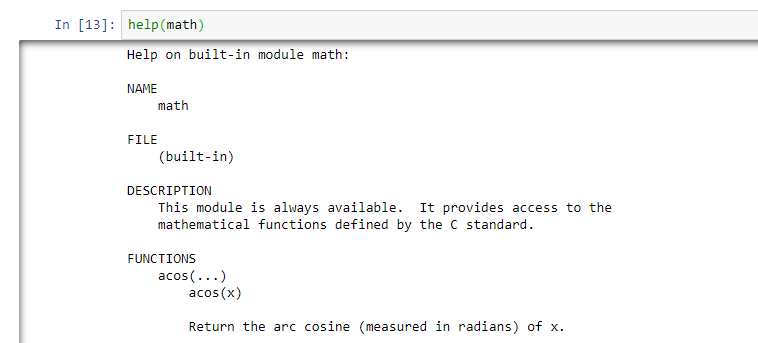 In [13]: help(math)
Help on built-in module math:
NAME
math
FILE
(built-in)
DESCRIPTION
This module is always available.  It provides access to the
mathematical functions defined by the C standard.
FUNCTIONS
acos(...)
acos(x)
Return the arc cosine (measured in radians) of x.